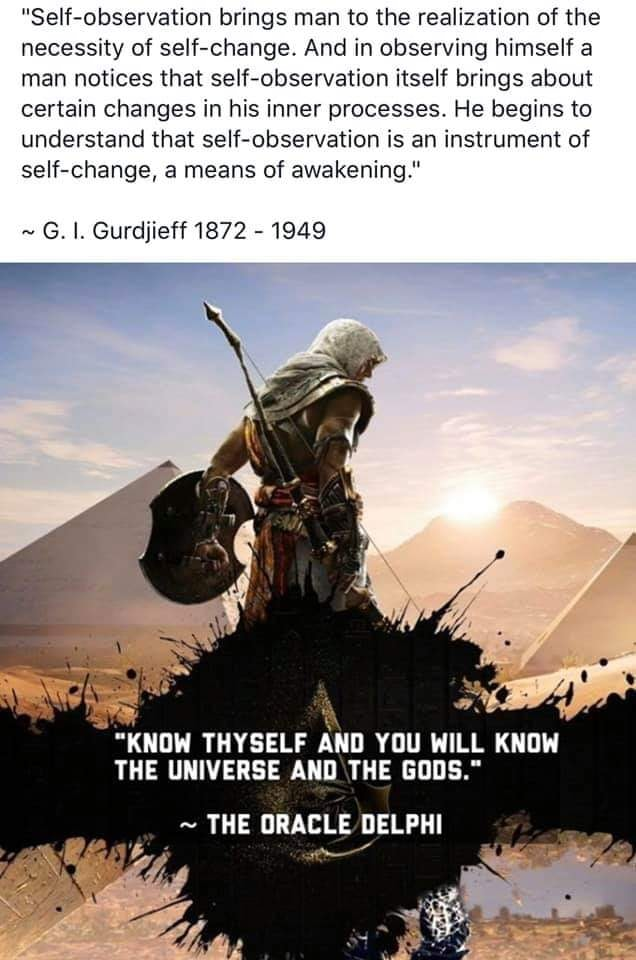 "Self-observation brings man to the realization of the
necessity of self-change. And in observing himself a
man notices that self-observation itself brings about
certain changes in his inner processes. He begins to
understand that self-observation is an instrument of
self-change, a means of awakening."
~ G. I. Gurdjieff 1872 - 1949
"KNOW THYSELF AND YOU WILL KNOW
THE UNIVERSE AND THE GODS."
~ THE ORACLE DELPHI